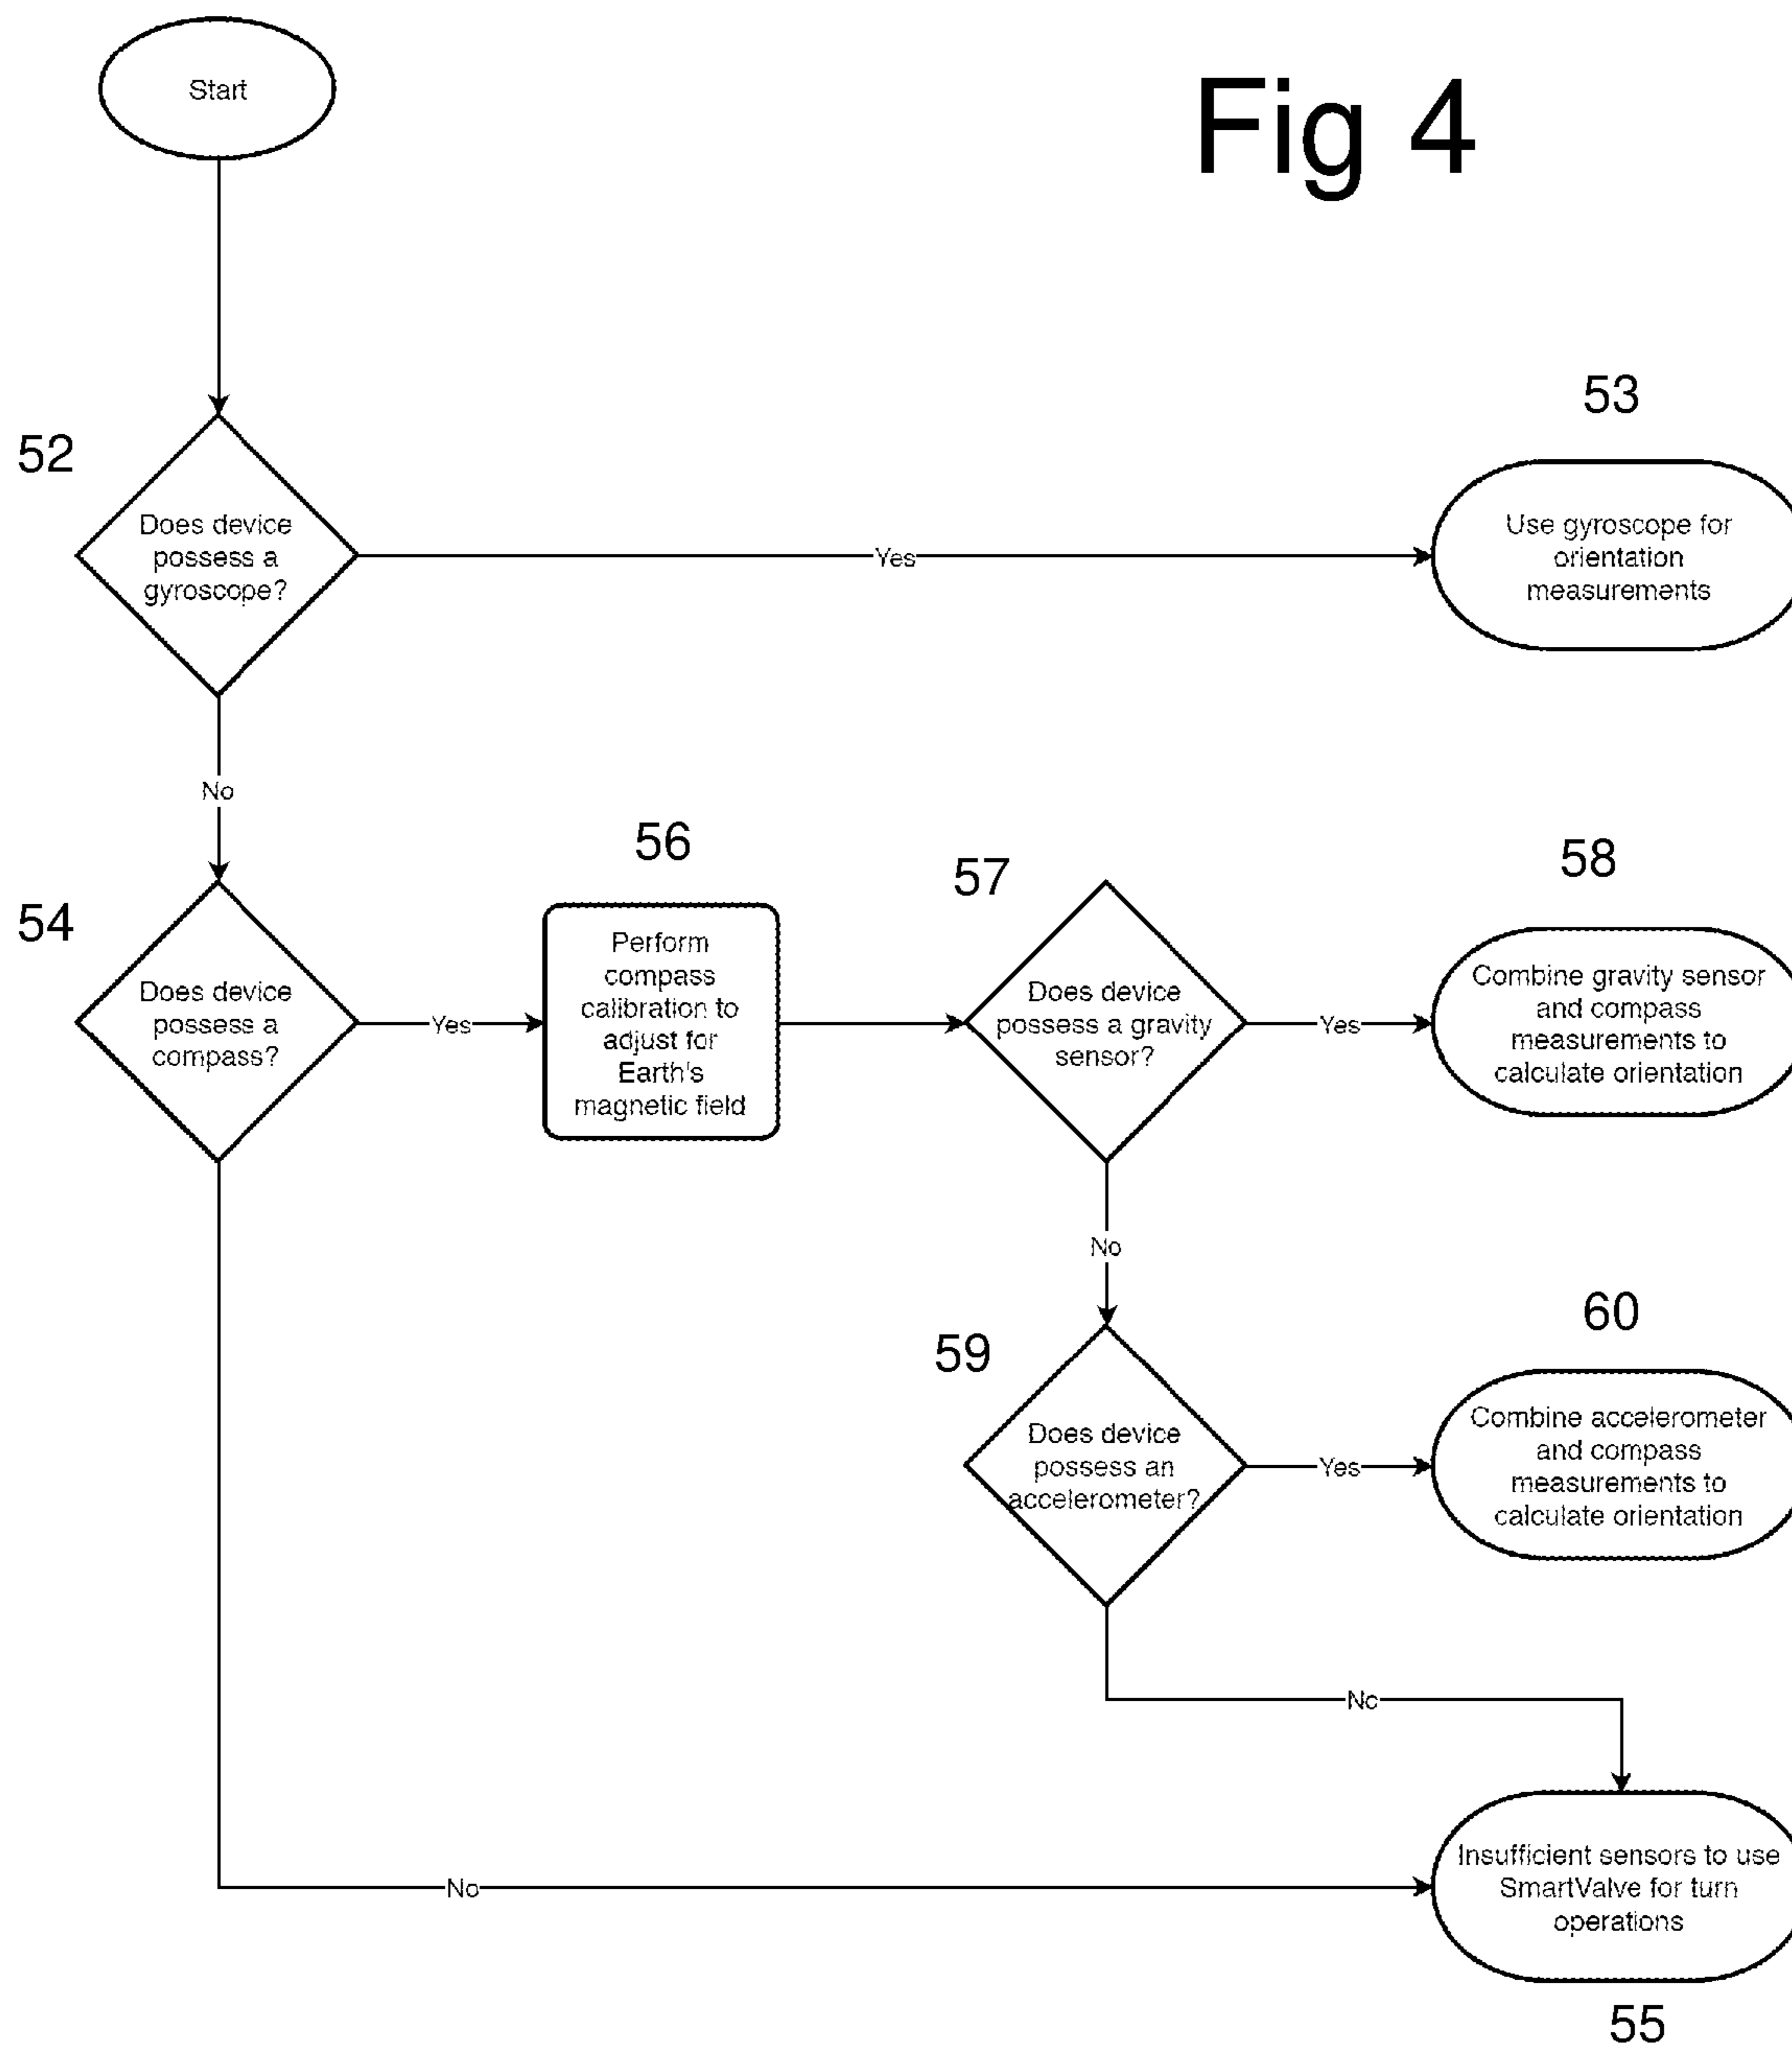 Start
Fig 4
52
Does device
possess a
gyroscope?
Yes
53
Use gyroscope for
orientation
measurements
No
54
Does device
possess a
compass?
Yes
56
Perform
compass
calibration to
adjust for
Earth's
magnetic field
57
Does device
possess a gravity
sensor?
Yes
58
Combine gravity sensor
and compass
measurements to
calculate orientation
No
59
Does device
possess an
accelerometer?
Yes
60
Combine accelerometer
and compass
measurements to
calculate orientation
No
No
Insufficient sensors to use
SmartValve for turn
operations
55